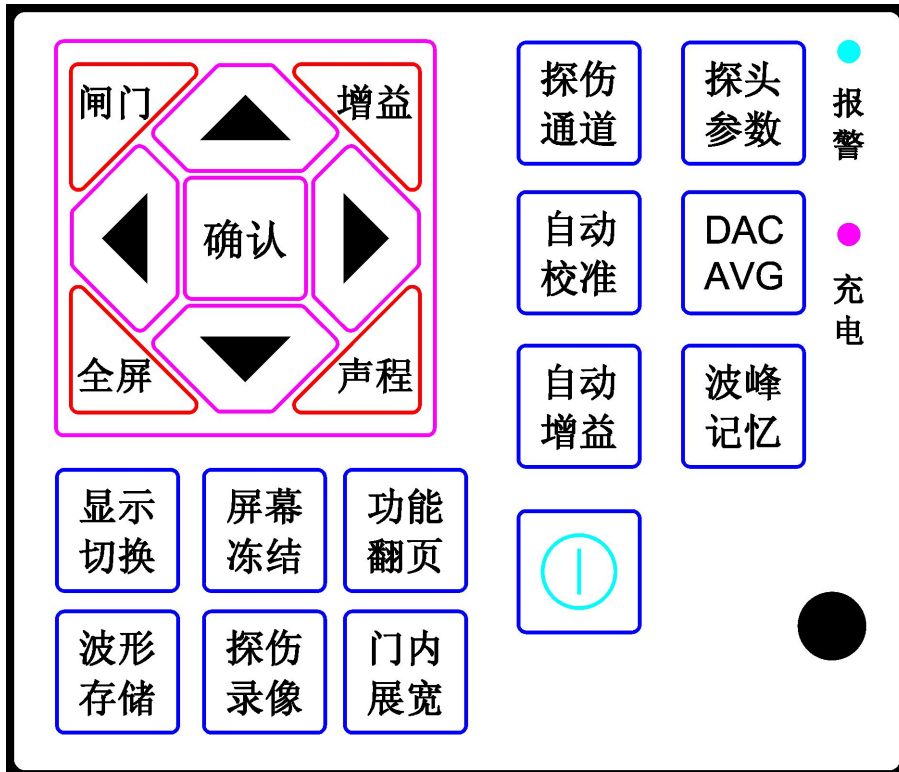 闸门
增益
确认
全屏
声程
探伤
通道
探头
参数
报
警
自动
校准
DAC
AVG
充
电
自动
增益
波峰
记忆
显示
切换
屏幕
冻结
功能
翻页
波形
存储
探伤
录像
门内
展宽